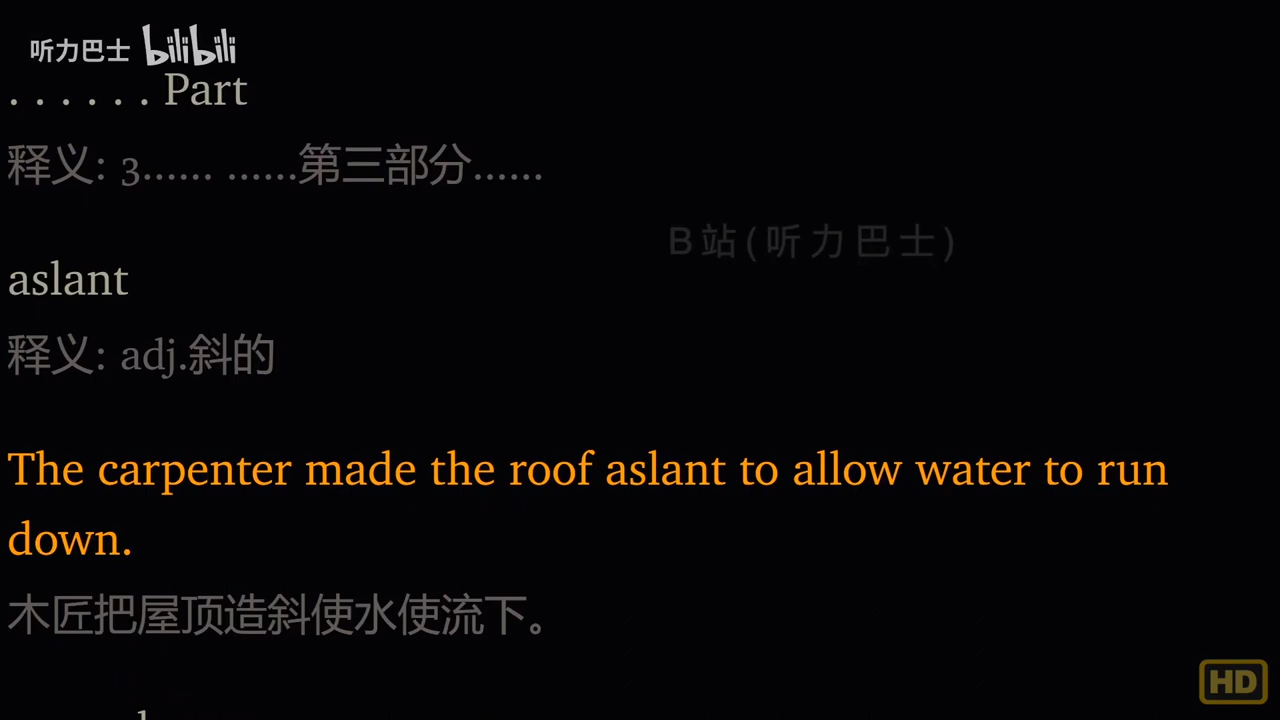 听力巴士 bilibili
. . . . . . Part
释义: 3...... ......第三部分......
B站(听力巴士)
aslant
释义: adj.斜的
The carpenter made the roof aslant to allow water to run
down.
木匠把屋顶造斜使水使流下。
HD